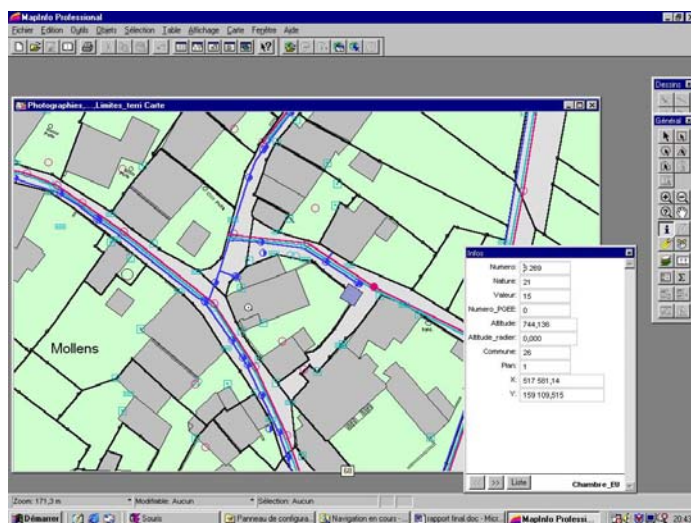 MapInfo Professional
Fichier Edition Outils Objets Sélection Table Affichage Carte Fenêtre Aide
Dessins
Photographies,...,Limites_terri Carte
Général
Infos
Numero: 3 269
Nature: 21
Valeur: 15
Numero_PGEE: 0
Altitude: 744,136
Altitude_radier: 0,000
Commune: 26
Plan: 1
X: 517 581,14
Y: 159 109,515
Mollens
<< >> Liste Chambre_EU
Zoom: 171,3 m Modifiable: Aucun Sélection: Aucun
Démarrer Souris Panneau de configura... Navigation en cours - ... rapport final.doc - Micr... MapInfo Professi...